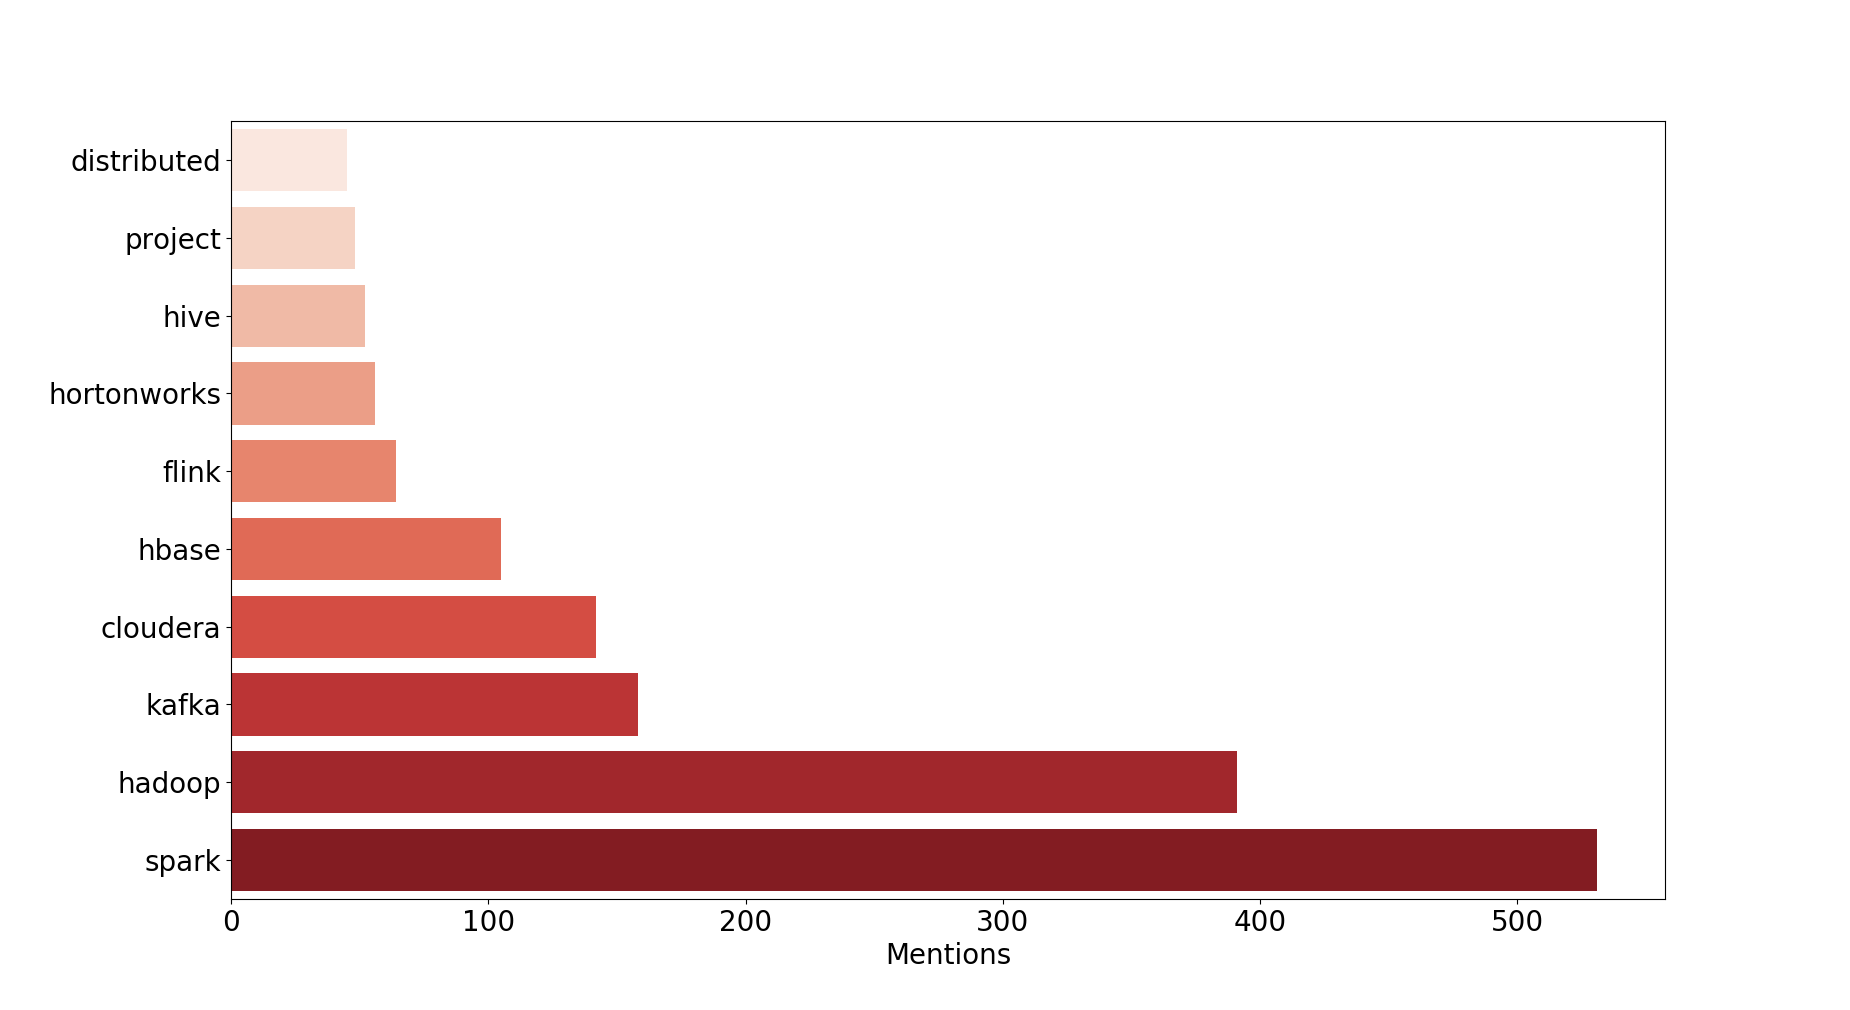 distributed
project
hive
hortonworks
flink
hbase
cloudera
kafka
hadoop
spark
0 100 200 300 400 500
Mentions